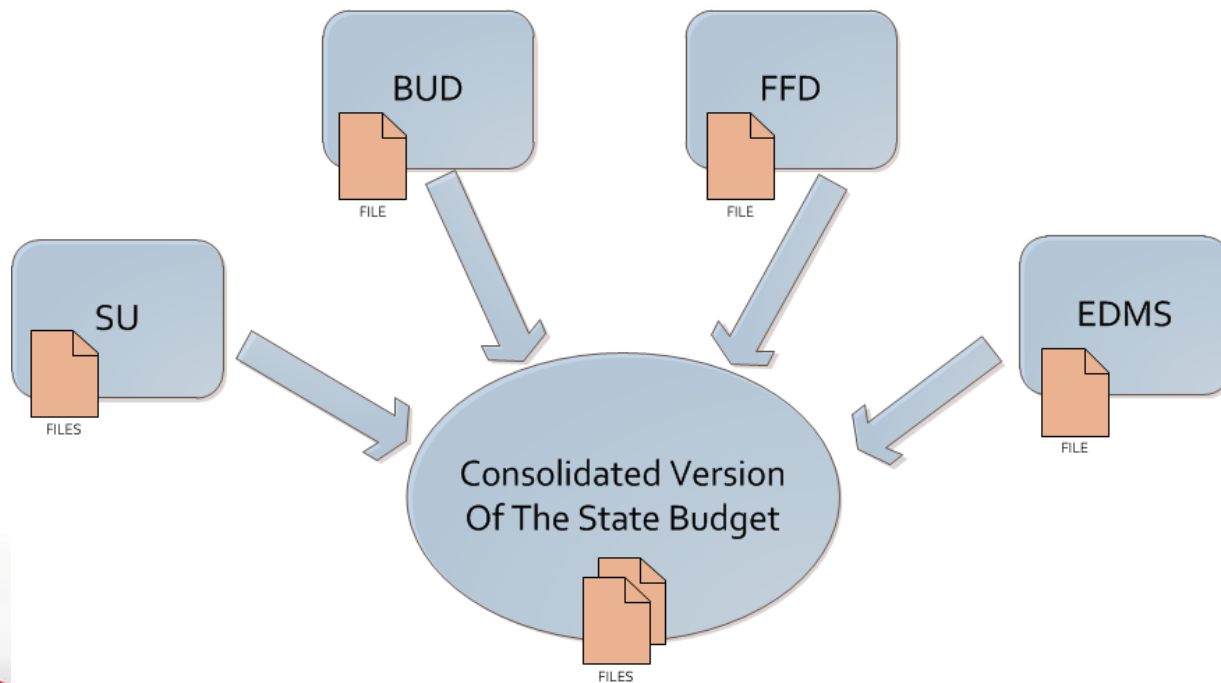 BUD
FILE
FFD
FILE
SU
FILES
EDMS
FILE
Consolidated Version
Of The State Budget
FILES